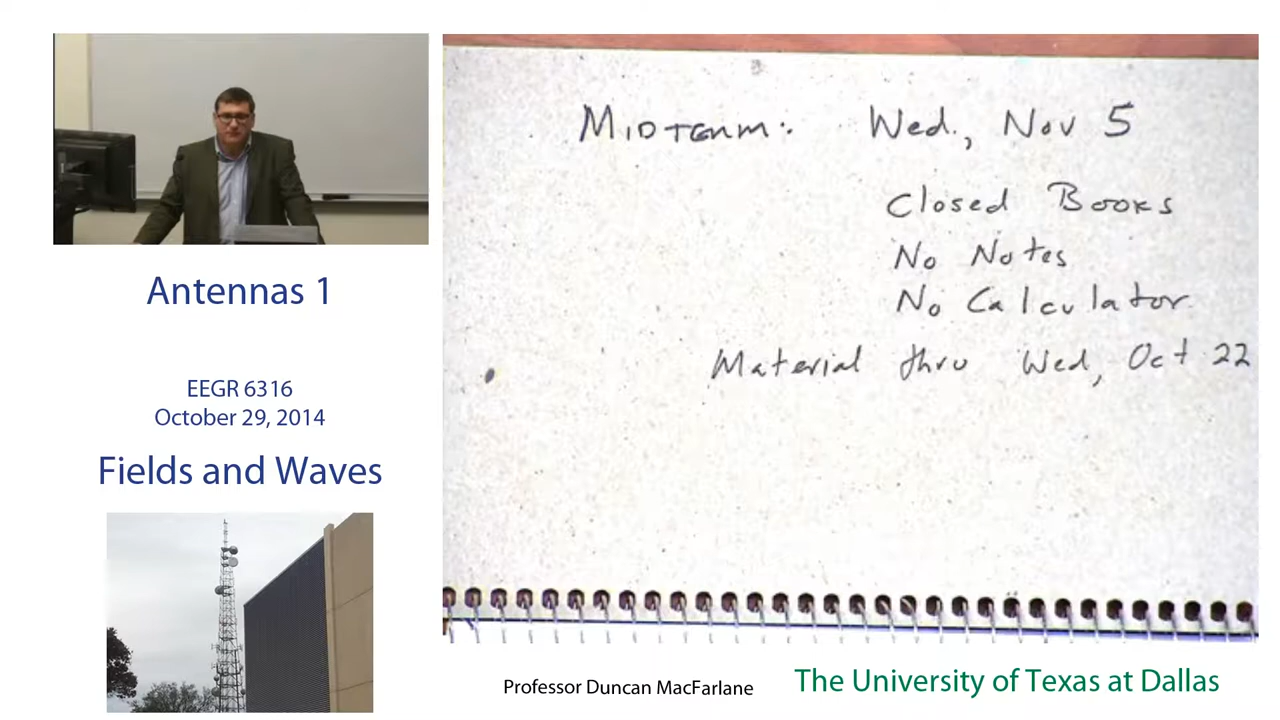 Midterm: Wed., Nov 5
Closed Books
No Notes
No Calculator.
Material thru Wed, Oct 22
Antennas 1
EEGR 6316
October 29, 2014
Fields and Waves
Professor Duncan MacFarlane
The University of Texas at Dallas